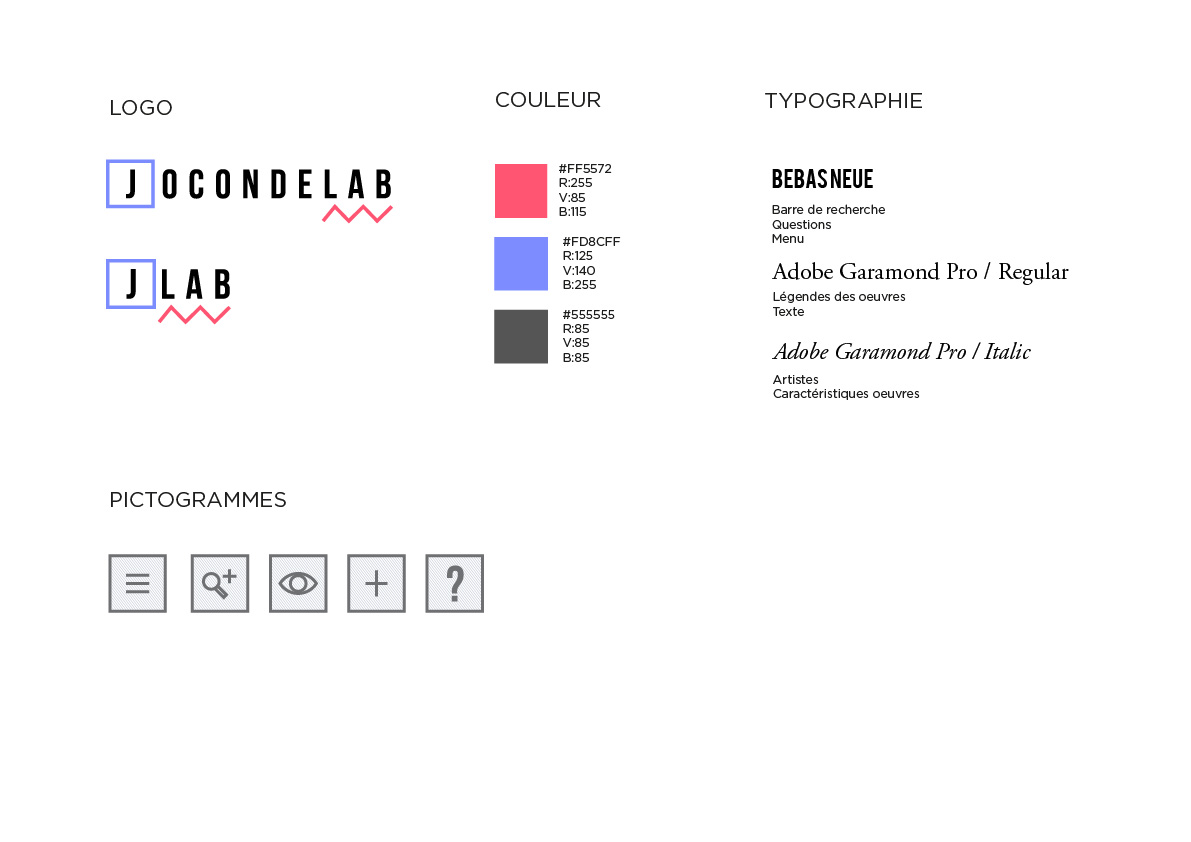 LOGO
JOCONDELAB
JLAB
COULEUR
#FF5572
R:255
V:85
B:115
#FD8CFF
R:125
V:140
B:255
#555555
R:85
V:85
B:85
TYPOGRAPHIE
BEBAS NEUE
Barre de recherche
Questions
Menu
Adobe Garamond Pro / Regular
Légendes des oeuvres
Texte
Adobe Garamond Pro / Italic
Artistes
Caractéristiques oeuvres
PICTOGRAMMES
?